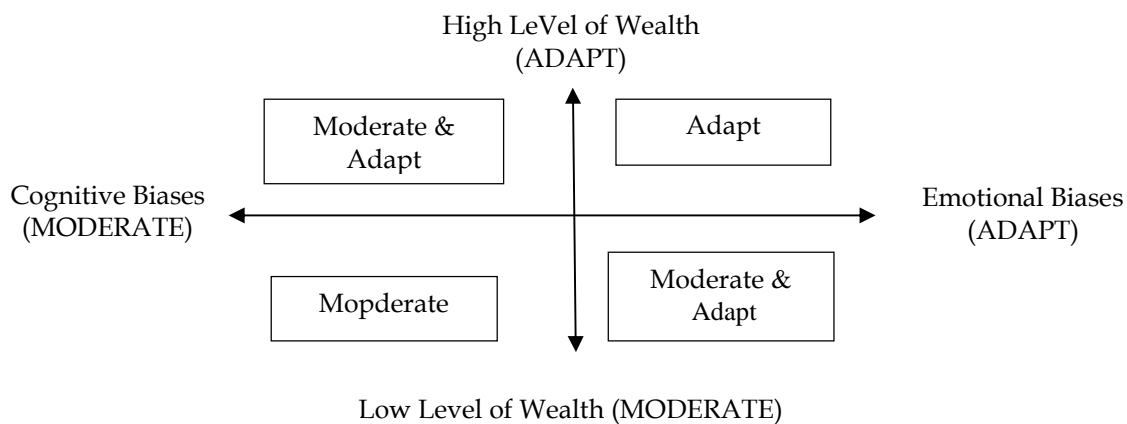 High LeVel of Wealth
(ADAPT)
Moderate &
Adapt
Adapt
Cognitive Biases
(MODERATE)
Emotional Biases
(ADAPT)
Mopderate
Moderate &
Adapt
Low Level of Wealth (MODERATE)